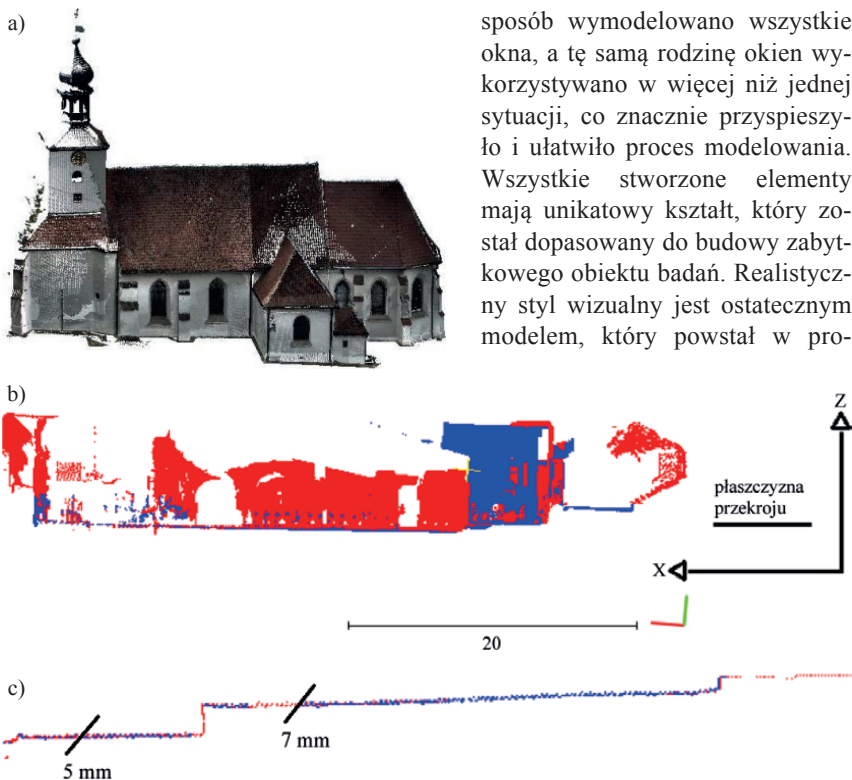 a)
sposób wymodelowano wszystkie
okna, a tę samą rodzinę okien wy-
korzystywano w więcej niż jednej
sytuacji, co znacznie przyspieszy-
ło i ułatwiło proces modelowania.
Wszystkie stworzone elementy
mają unikatowy kształt, który zo-
stał dopasowany do budowy zabyt-
kowego obiektu badań. Realistycz-
ny styl wizualny jest ostatecznym
modelem, który powstał w pro-
b)
Z
płaszczyzna
przekroju
X
20
c)
7 mm
5 mm